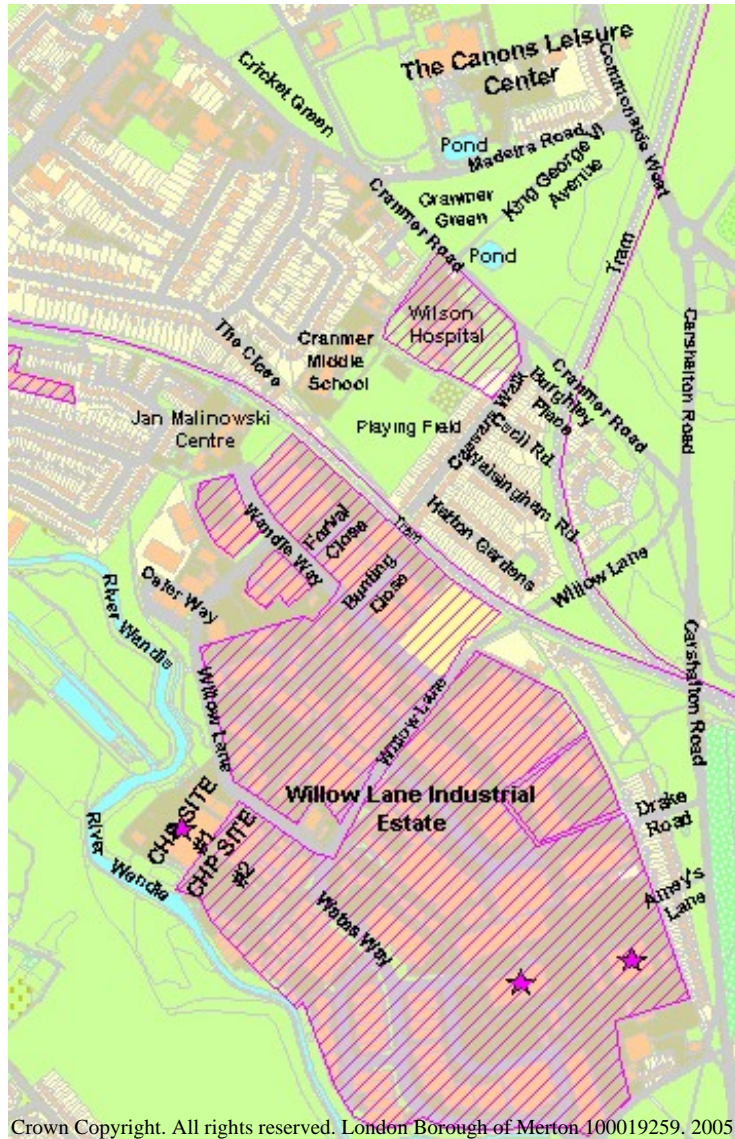 The Canons Leisure
Center
Cricket Green
Commonside West
Pond
Madeira Road
King George VI
Avenue
Cranmer
Green
Cranmer Road
Pond
Tram
Wilson
Hospital
The Close
Cranmer
Middle
School
Carshalton Road
Cranmer Road
Burghley
Place
Jan Malinowski
Centre
Playing Field
Cavendish Walk
Cecil Rd.
Walsingham Rd.
Hatton Gardens
Tram
Farval
Close
Wandle Way
Bunting
Close
Willow Lane
River Wandle
Dater Way
Willow Lane
Willow Lane
Carshalton Road
Willow Lane Industrial
Estate
CHP SITE
#1
CHP SITE
#2
River Wandle
Drake
Road
Amey's
Lane
Wates Way
Crown Copyright. All rights reserved. London Borough of Merton 100019259. 2005